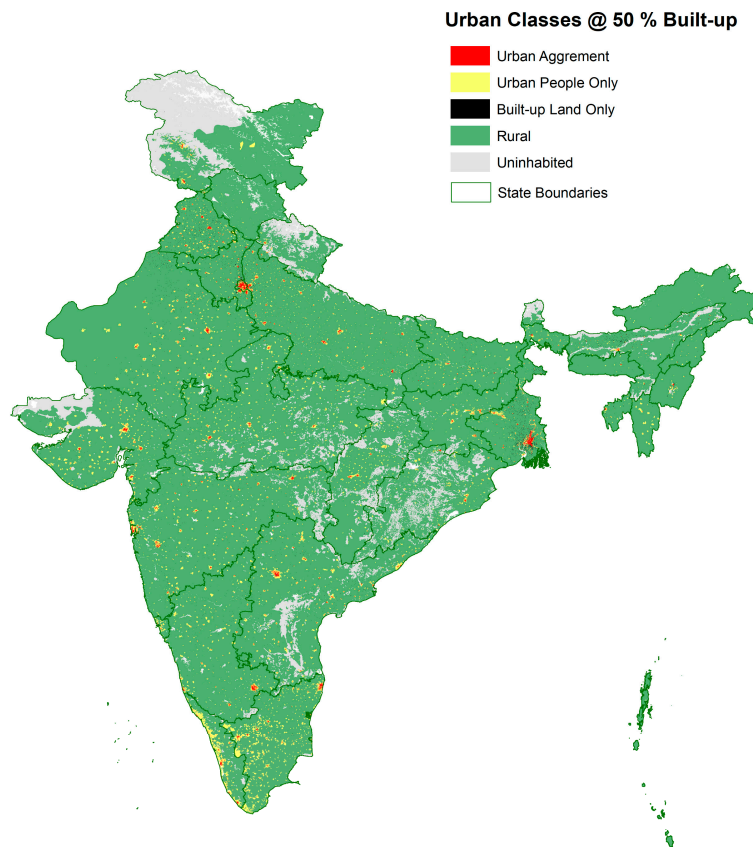 Urban Classes @ 50 % Built-up
Urban Aggrement
Urban People Only
Built-up Land Only
Rural
Uninhabited
State Boundaries